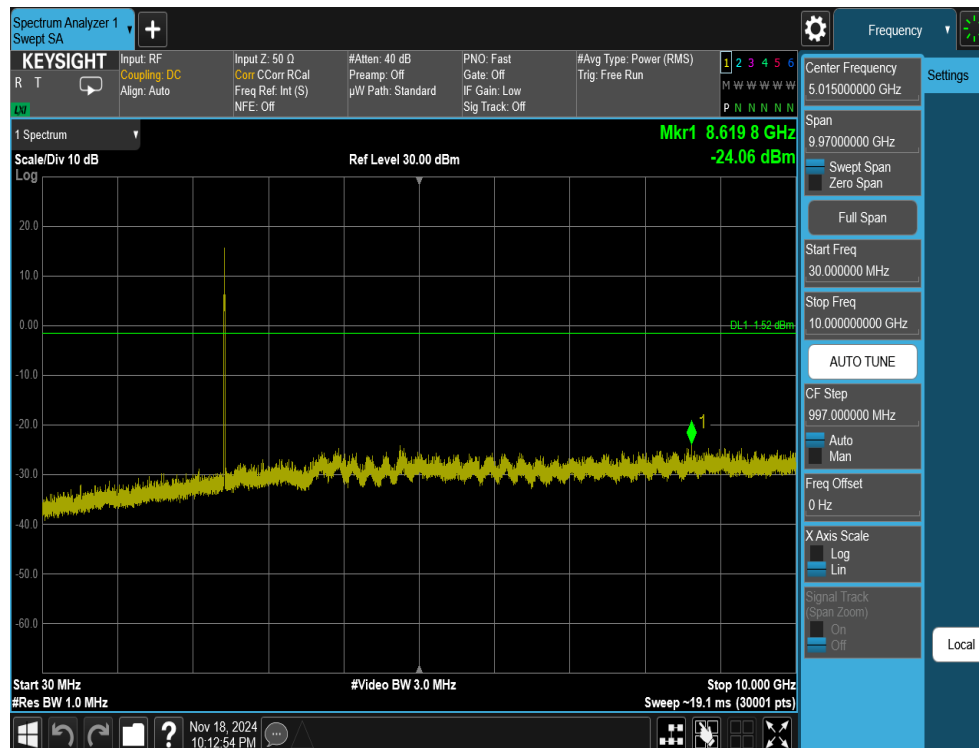 Spectrum Analyzer 1
Swept SA
Frequency
KEYSIGHT
R T
LXI
Input: RF
Coupling: DC
Align: Auto
Input Z: 50 Ω
Corr CCorr RCal
Freq Ref: Int (S)
NFE: Off
#Atten: 40 dB
Preamp: Off
µW Path: Standard
PNO: Fast
Gate: Off
IF Gain: Low
Sig Track: Off
#Avg Type: Power (RMS)
Trig: Free Run
1 2 3 4 5 6
M W W W W W
P N N N N N
1 Spectrum
Scale/Div 10 dB
Log
Ref Level 30.00 dBm
Mkr1 8.619 8 GHz
-24.06 dBm
20.0
10.0
0.00
DL1 -1.52 dBm
-10.0
-20.0
1
-30.0
-40.0
-50.0
-60.0
Start 30 MHz
#Video BW 3.0 MHz
Stop 10.000 GHz
#Res BW 1.0 MHz
Sweep ~19.1 ms (30001 pts)
Center Frequency
5.015000000 GHz
Settings
Span
9.97000000 GHz
Swept Span
Zero Span
Full Span
Start Freq
30.000000 MHz
Stop Freq
10.000000000 GHz
AUTO TUNE
CF Step
997.000000 MHz
Auto
Man
Freq Offset
0 Hz
X Axis Scale
Log
Lin
Signal Track
(Span Zoom)
On
Off
Local
?
Nov 18, 2024
10:12:54 PM